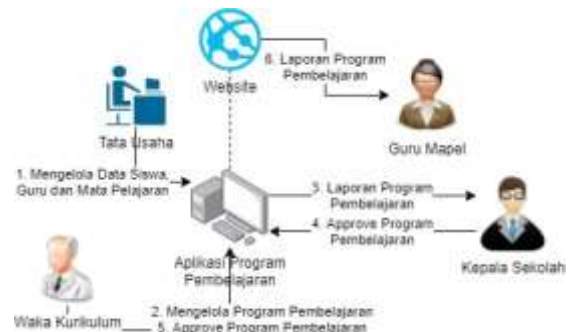 6. Laporan Program
Pembelajaran
Website
Tata Usaha
Guru Mapel
1. Mengelola Data Siswa,
Guru dan Mata Pelajaran
3. Laporan Program
Pembelajaran
4. Approve Program
Pembelajaran
Aplikasi Program
Pembelajaran
Kepala Sekolah
Waka Kurikulum
2. Mengelola Program Pembelajaran
5. Approve Program Pembelajaran